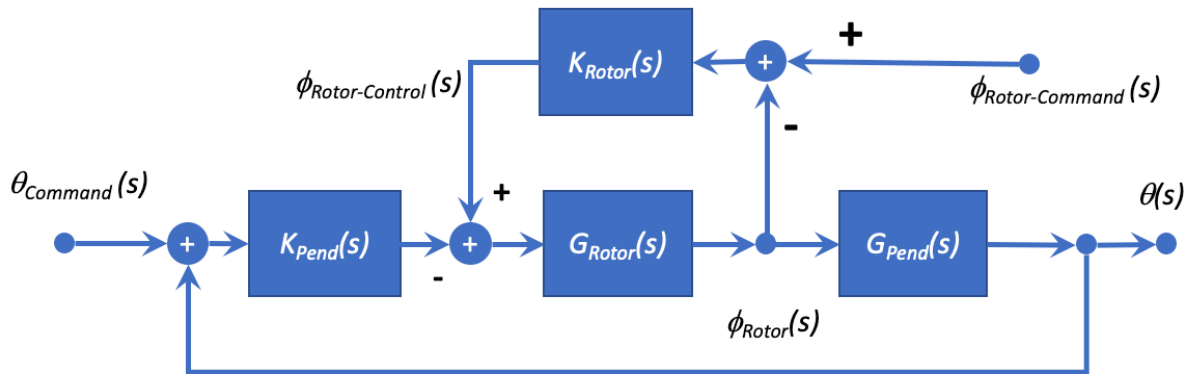 +
K_Rotor(s)
+
ϕ_Rotor-Control(s)
ϕ_Rotor-Command(s)
-
θ_Command(s)
+
θ(s)
+
K_Pend(s)
+
G_Rotor(s)
G_Pend(s)
-
ϕ_Rotor(s)